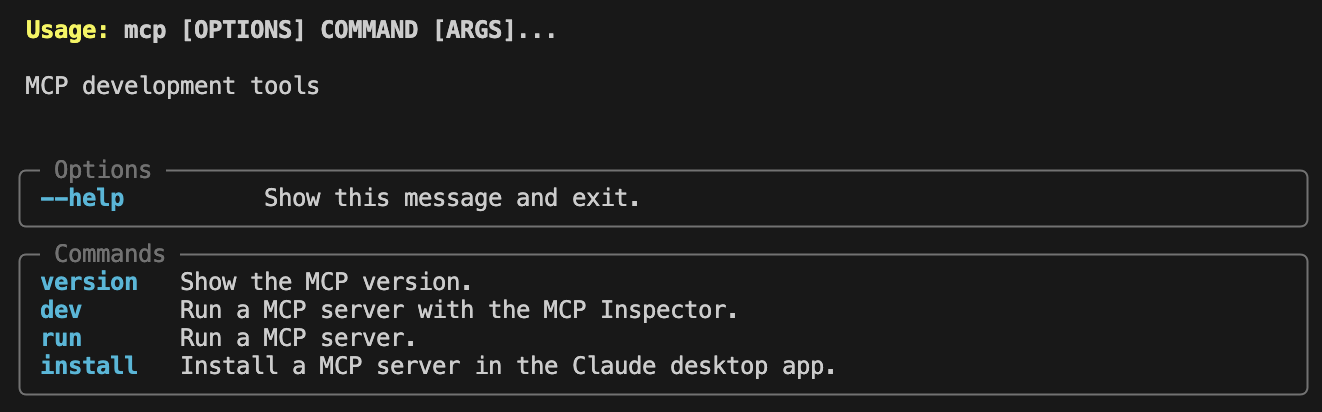 Usage: mcp [OPTIONS] COMMAND [ARGS]...
MCP development tools
Options
--help Show this message and exit.
Commands
version Show the MCP version.
dev Run a MCP server with the MCP Inspector.
run Run a MCP server.
install Install a MCP server in the Claude desktop app.